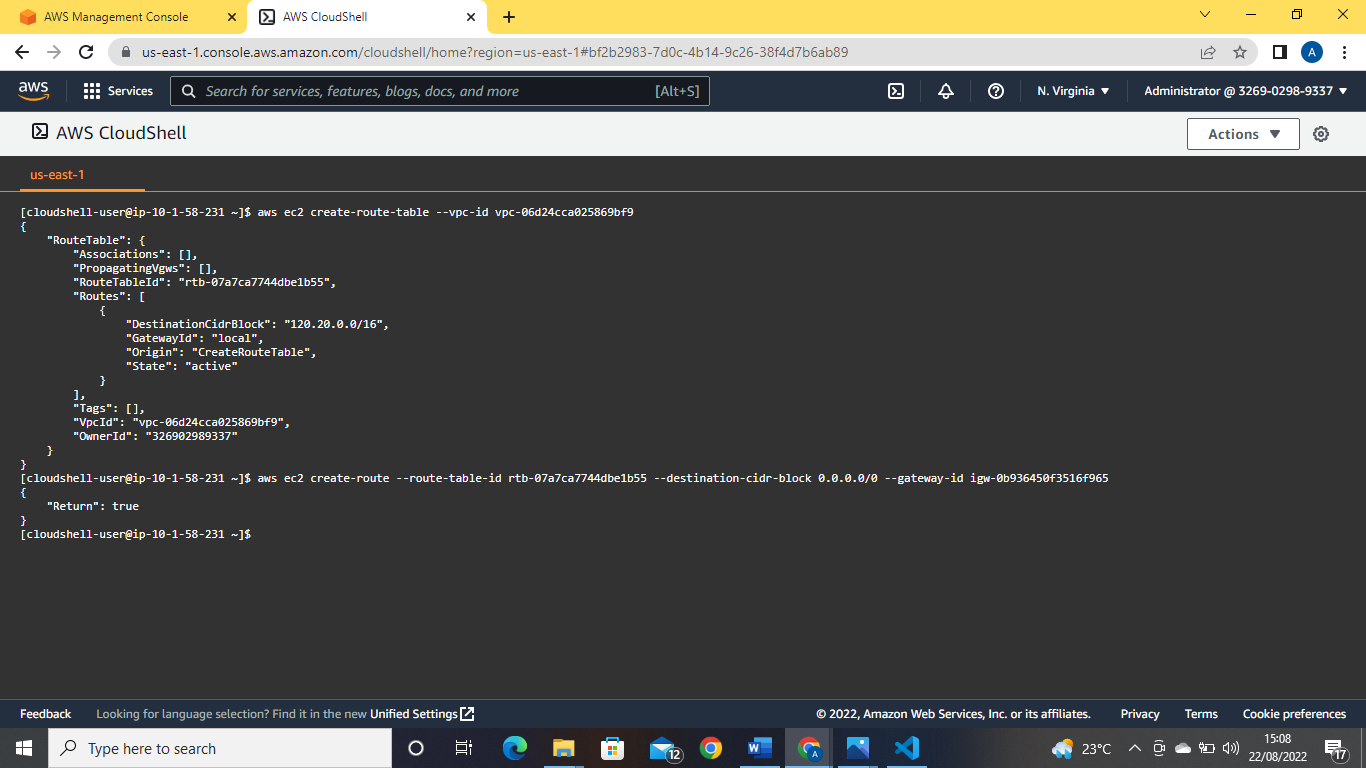 AWS Management Console
AWS CloudShell
us-east-1.console.aws.amazon.com/cloudshell/home?region=us-east-1#bf2b2983-7d0c-4b14-9c26-38f4d7b6ab89
A
aws
Services
Search for services, features, blogs, docs, and more
[Alt+S]
N. Virginia
Administrator @ 3269-0298-9337
AWS CloudShell
Actions
us-east-1
[cloudshell-user@ip-10-1-58-231 ~]$ aws ec2 create-route-table --vpc-id vpc-06d24cca025869bf9
{
    "RouteTable": {
        "Associations": [],
        "PropagatingVgws": [],
        "RouteTableId": "rtb-07a7ca7744dbe1b55",
        "Routes": [
            {
                "DestinationCidrBlock": "120.20.0.0/16",
                "GatewayId": "local",
                "Origin": "CreateRouteTable",
                "State": "active"
            }
        ],
        "Tags": [],
        "VpcId": "vpc-06d24cca025869bf9",
        "OwnerId": "326902989337"
    }
}
[cloudshell-user@ip-10-1-58-231 ~]$ aws ec2 create-route --route-table-id rtb-07a7ca7744dbe1b55 --destination-cidr-block 0.0.0.0/0 --gateway-id igw-0b936450f3516f965
{
    "Return": true
}
[cloudshell-user@ip-10-1-58-231 ~]$
Feedback
Looking for language selection? Find it in the new Unified Settings
© 2022, Amazon Web Services, Inc. or its affiliates.
Privacy
Terms
Cookie preferences
Type here to search
12
W
A
23°C
15:08
22/08/2022
17